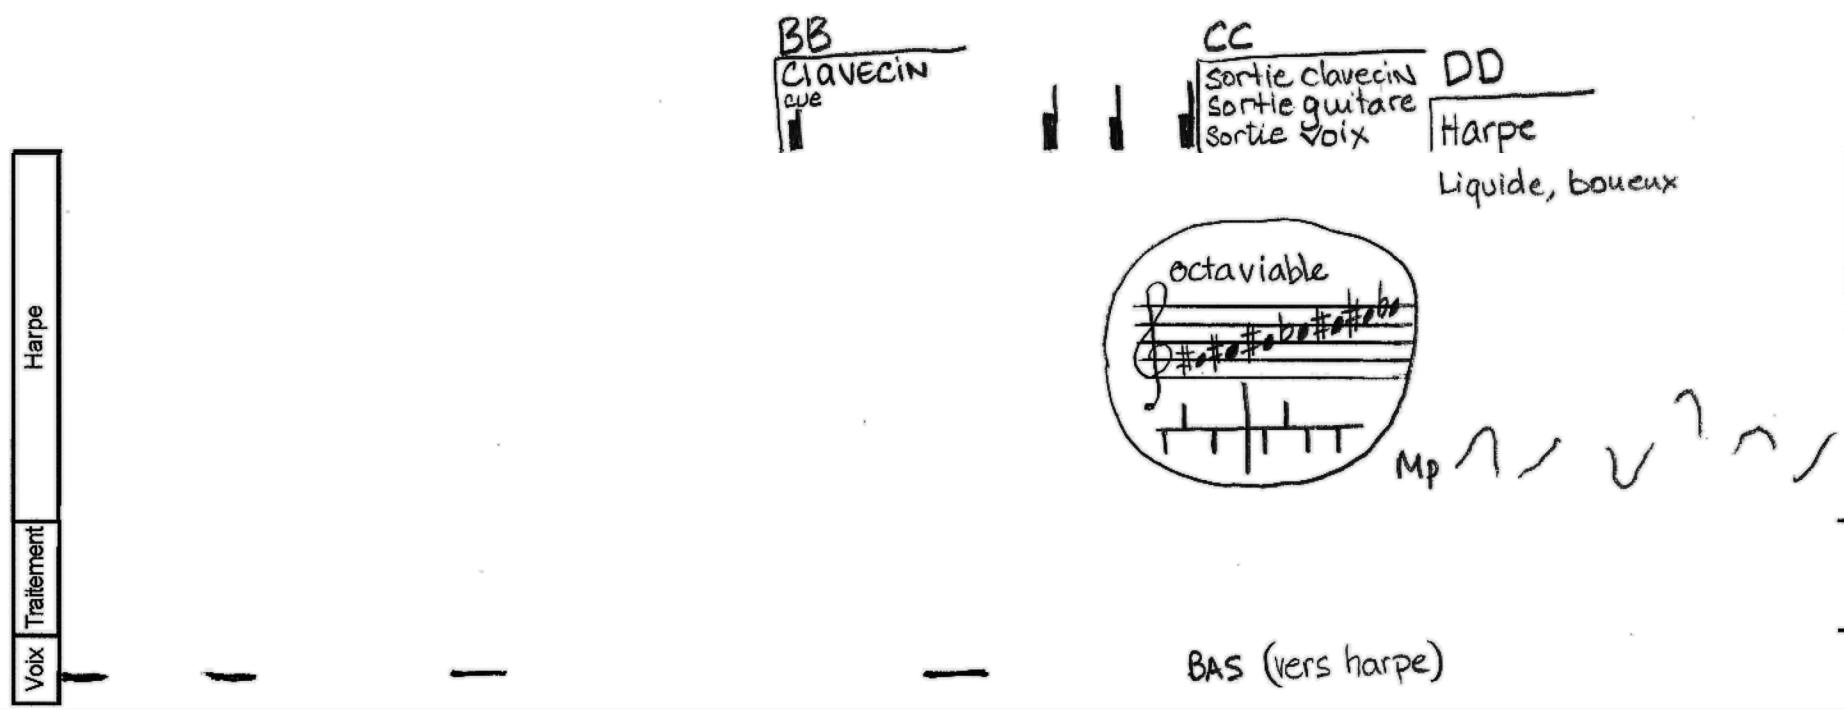 BB
CLAVECIN
cue
CC
Sortie clavecin
Sortie guitare
Sortie voix
DD
Harpe
Liquide, boueux
Harpe
octaviable
Mp
Traitement
Voix
BAS (vers harpe)